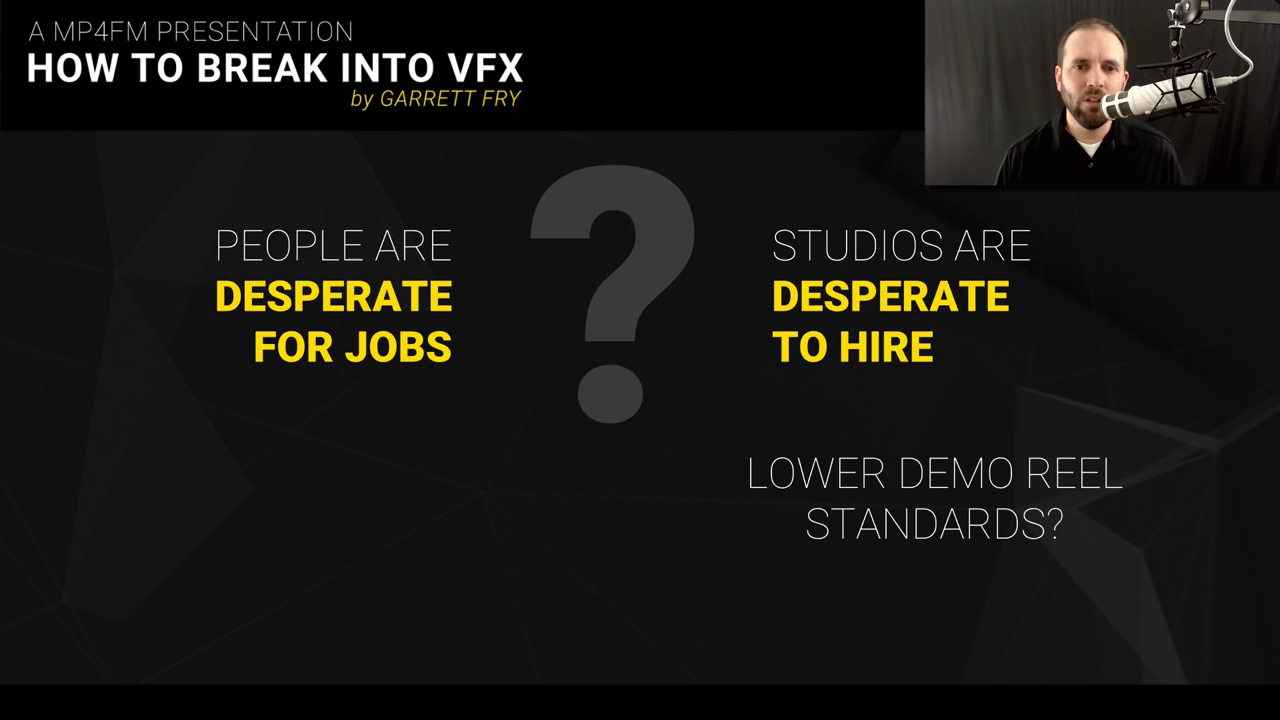 A MP4FM PRESENTATION
HOW TO BREAK INTO VFX
by GARRETT FRY
PEOPLE ARE
DESPERATE
FOR JOBS
?
STUDIOS ARE
DESPERATE
TO HIRE
LOWER DEMO REEL
STANDARDS?